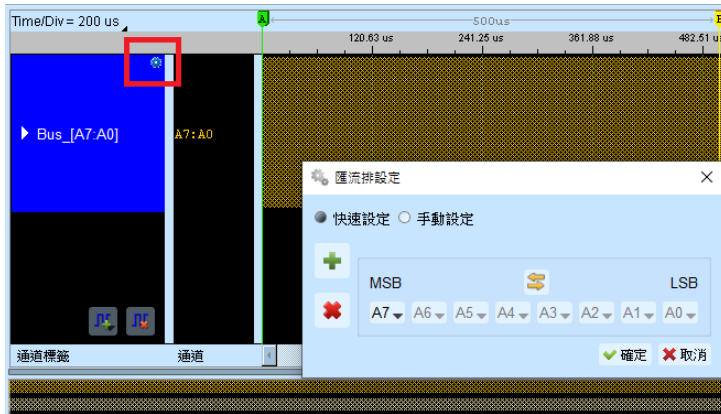 Time/Div = 200 us
A
500us
120.63 us 241.25 us 361.88 us 482.51 u
Bus_[A7:A0]
A7:A0
匯流排設定
快速設定 手動設定
MSB LSB
A7 A6 A5 A4 A3 A2 A1 A0
確定 取消
通道標籤 通道